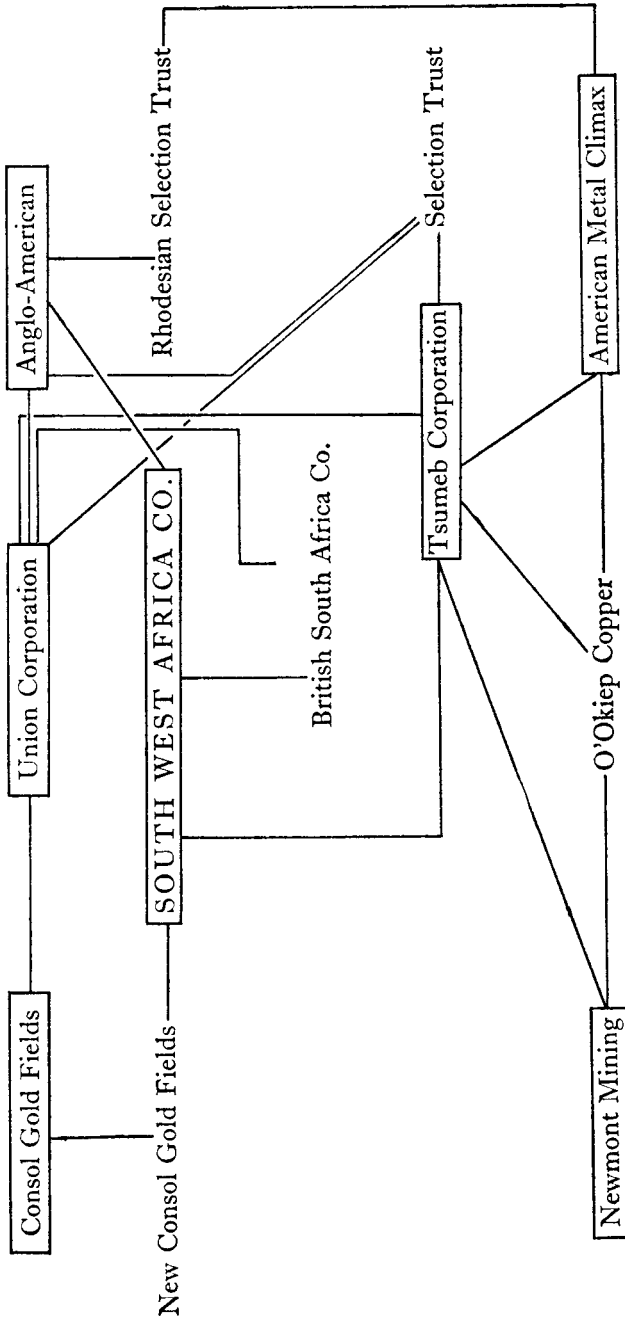 Consol Gold Fields
Union Corporation
Anglo-American
New Consol Gold Fields
SOUTH WEST AFRICA CO.
Rhodesian Selection Trust
British South Africa Co.
Tsumeb Corporation
Selection Trust
Newmont Mining
O'Okiep Copper
American Metal Climax